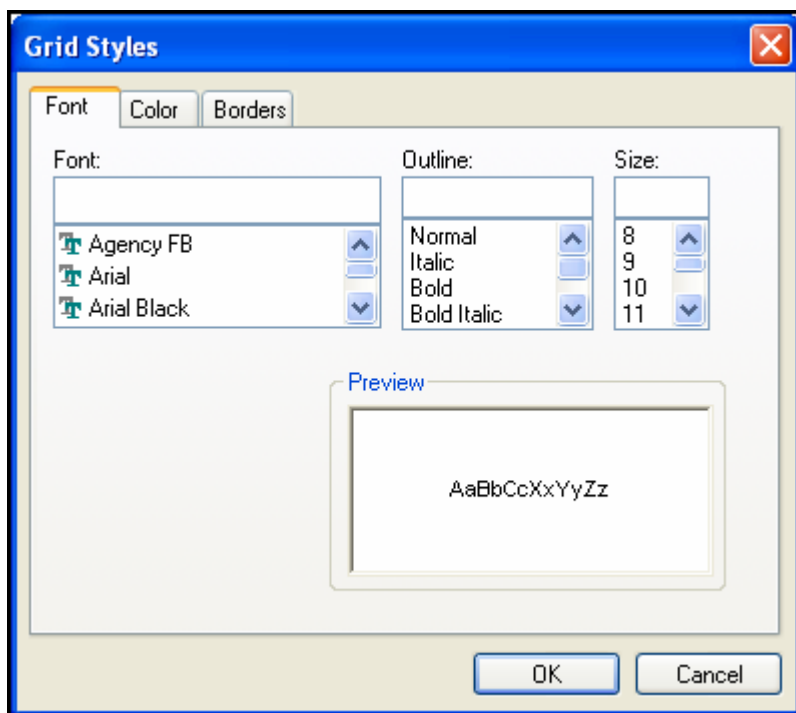 Grid Styles
Font Color Borders
Font: Outline: Size:
Agency FB Normal 8
Arial Italic 9
Arial Black Bold 10
Bold Italic 11
Preview
AaBbCcXxYyZz
OK Cancel